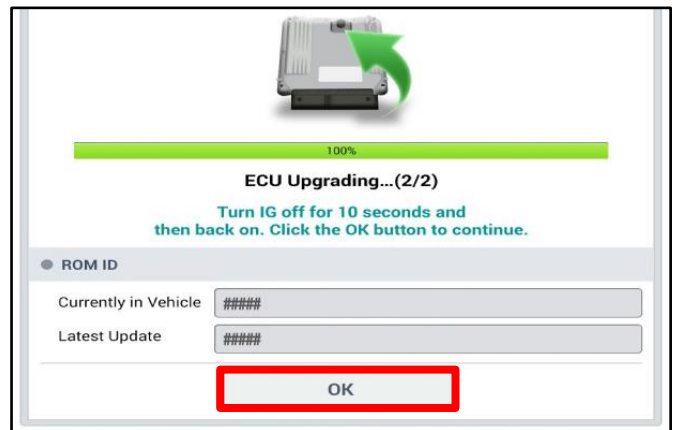 100%
ECU Upgrading...(2/2)
Turn IG off for 10 seconds and
then back on. Click the OK button to continue.
ROM ID
Currently in Vehicle #####
Latest Update #####
OK